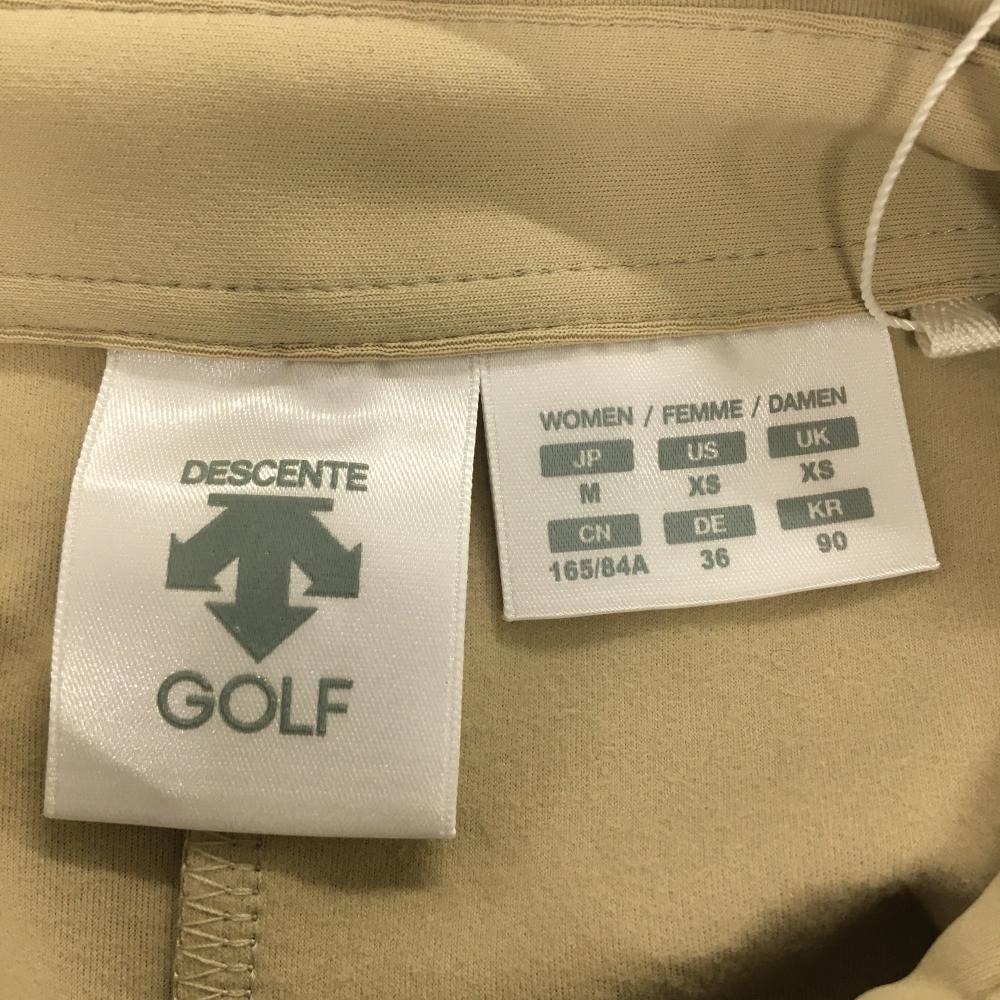 DESCENTE
GOLF
WOMEN / FEMME / DAMEN
JP US UK
M XS XS
CN DE KR
165/84A 36 90